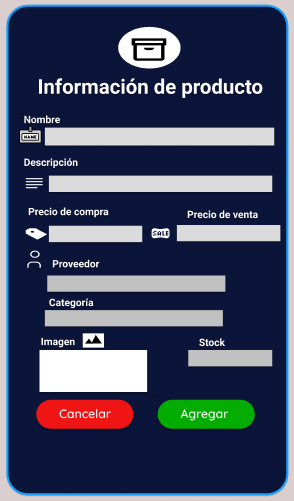 Información de producto
Nombre
NAME
Descripción
Precio de compra
Precio de venta
SALE
Proveedor
Categoría
Imagen
Stock
Cancelar
Agregar